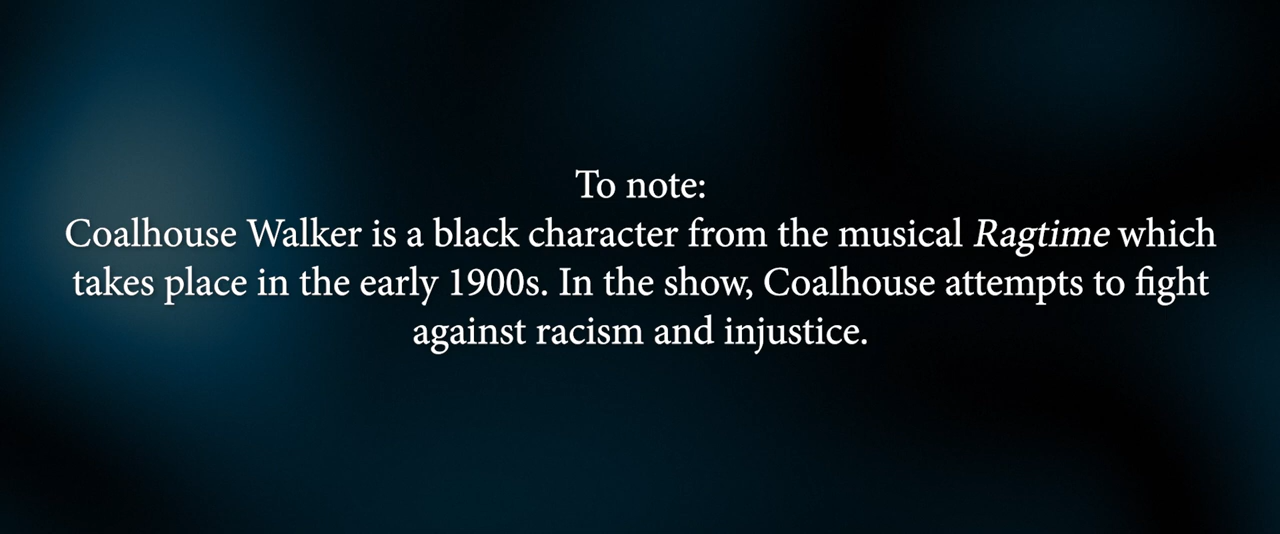 To note:
Coalhouse Walker is a black character from the musical Ragtime which
takes place in the early 1900s. In the show, Coalhouse attempts to fight
against racism and injustice.